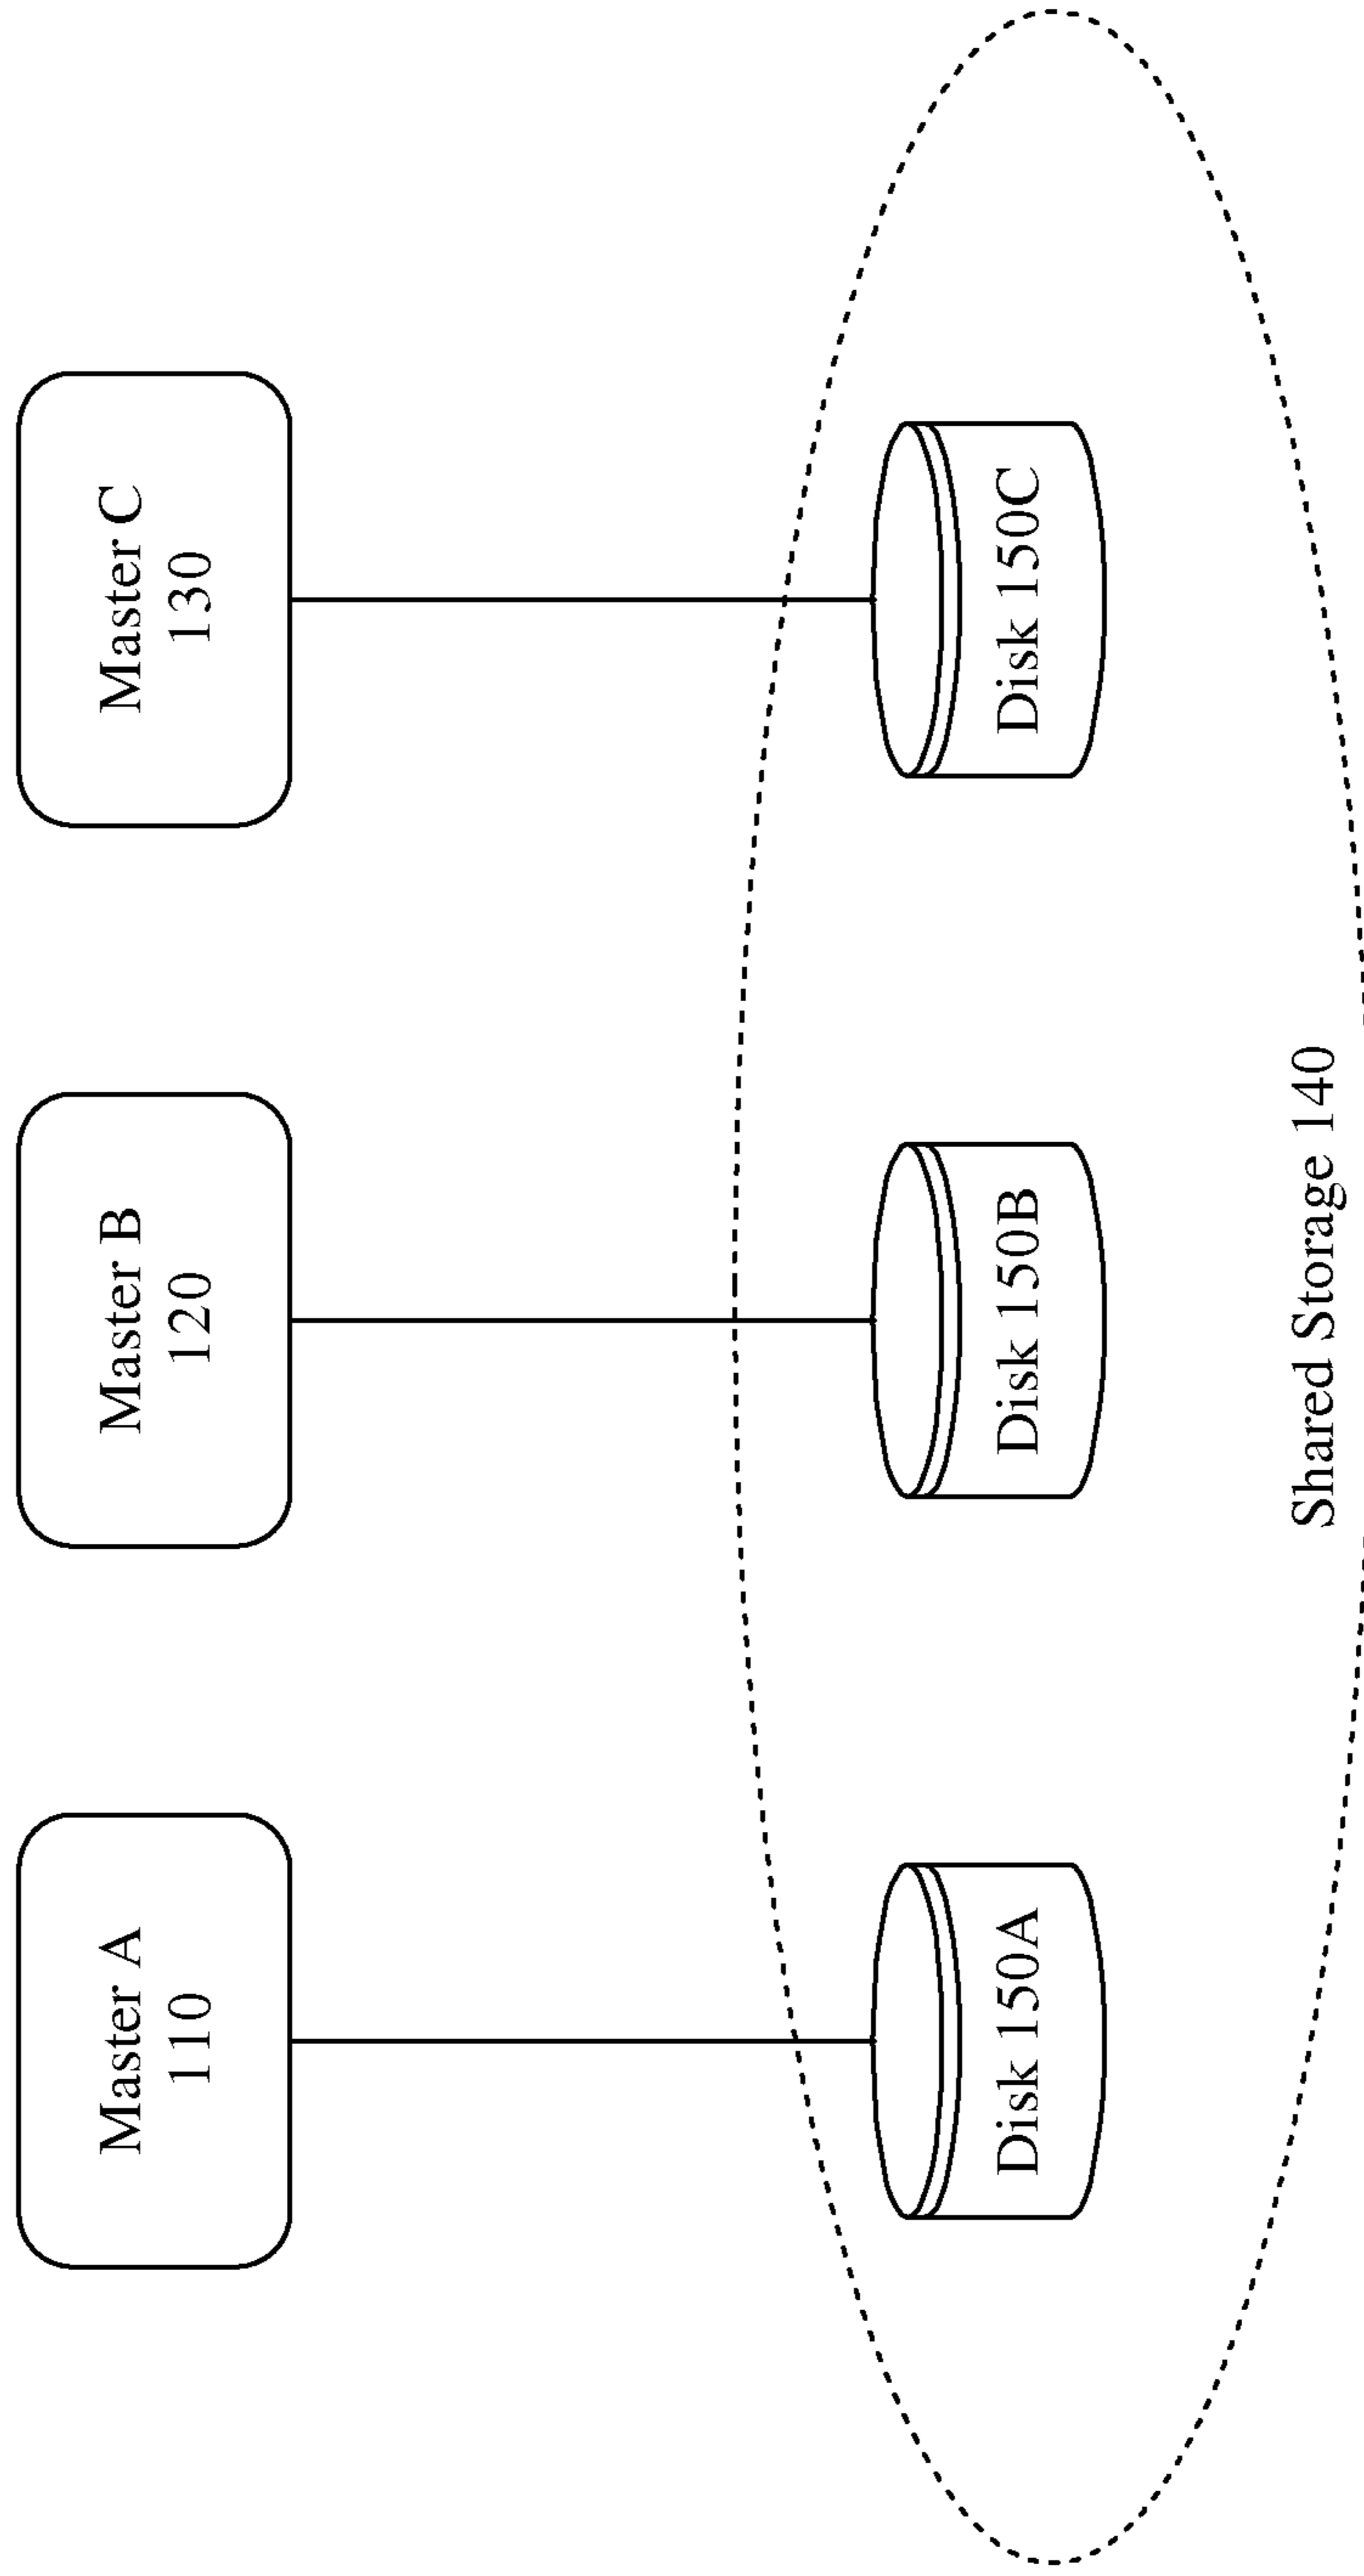 Master A
110
Master B
120
Master C
130
Disk 150A
Disk 150B
Disk 150C
Shared Storage 140